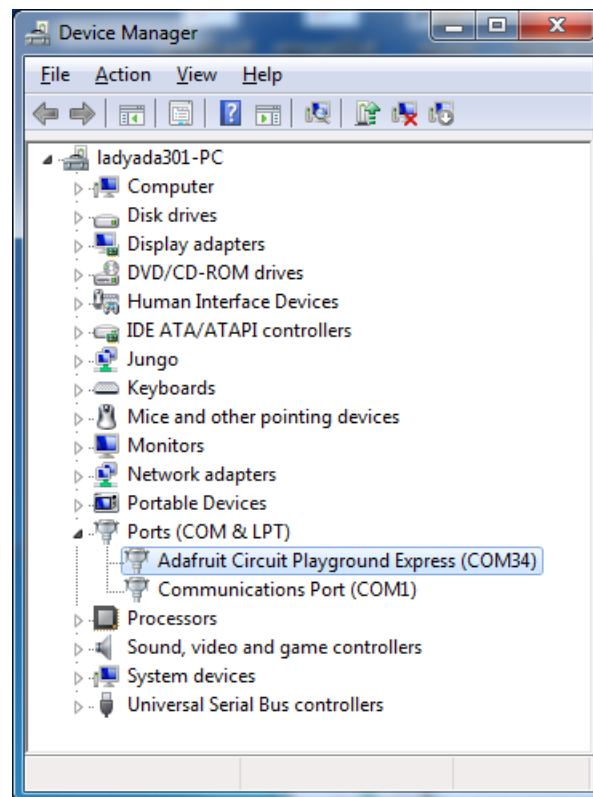 Device Manager
File Action View Help
ladyada301-PC
Computer
Disk drives
Display adapters
DVD/CD-ROM drives
Human Interface Devices
IDE ATA/ATAPI controllers
Jungo
Keyboards
Mice and other pointing devices
Monitors
Network adapters
Portable Devices
Ports (COM & LPT)
Adafruit Circuit Playground Express (COM34)
Communications Port (COM1)
Processors
Sound, video and game controllers
System devices
Universal Serial Bus controllers